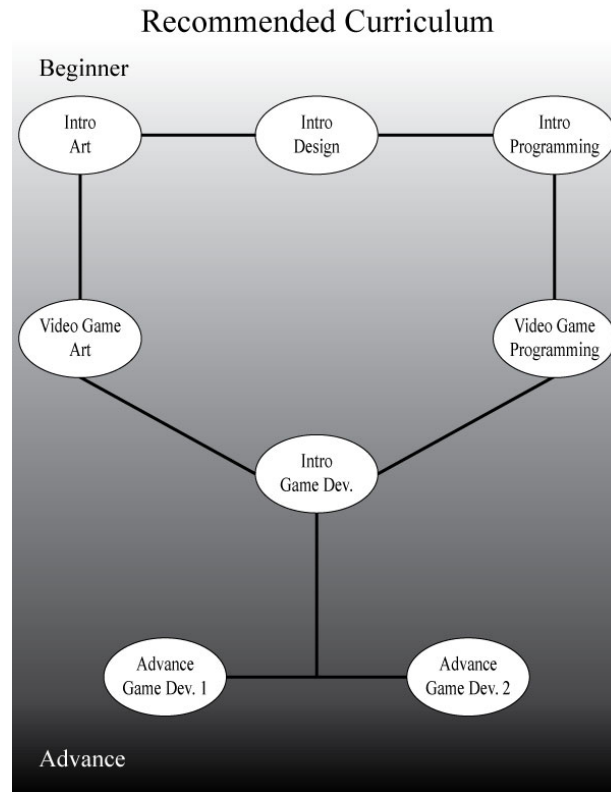 Recommended Curriculum
Beginner
Intro
Art
Intro
Design
Intro
Programming
Video Game
Art
Video Game
Programming
Intro
Game Dev.
Advance
Game Dev. 1
Advance
Game Dev. 2
Advance